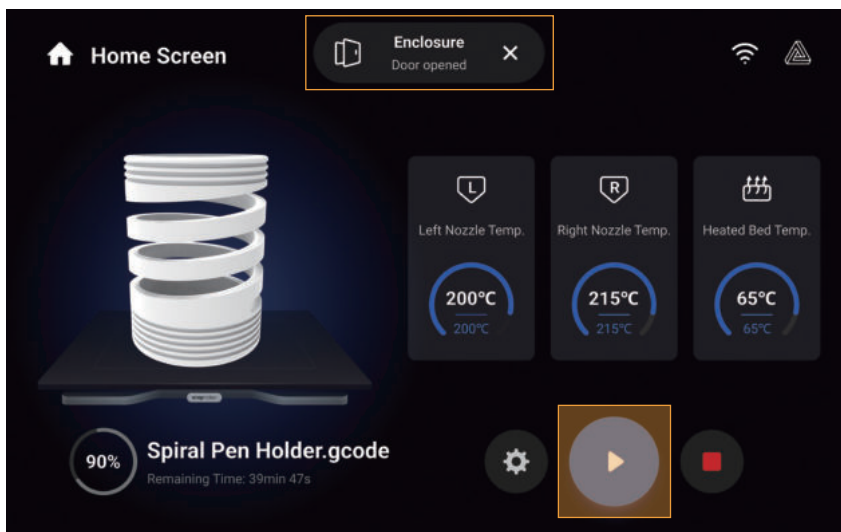 Home Screen
Enclosure
Door opened
L
R
Left Nozzle Temp.
Right Nozzle Temp.
Heated Bed Temp.
200°C
200°C
215°C
215°C
65°C
65°C
90%
Spiral Pen Holder.gcode
Remaining Time: 39min 47s